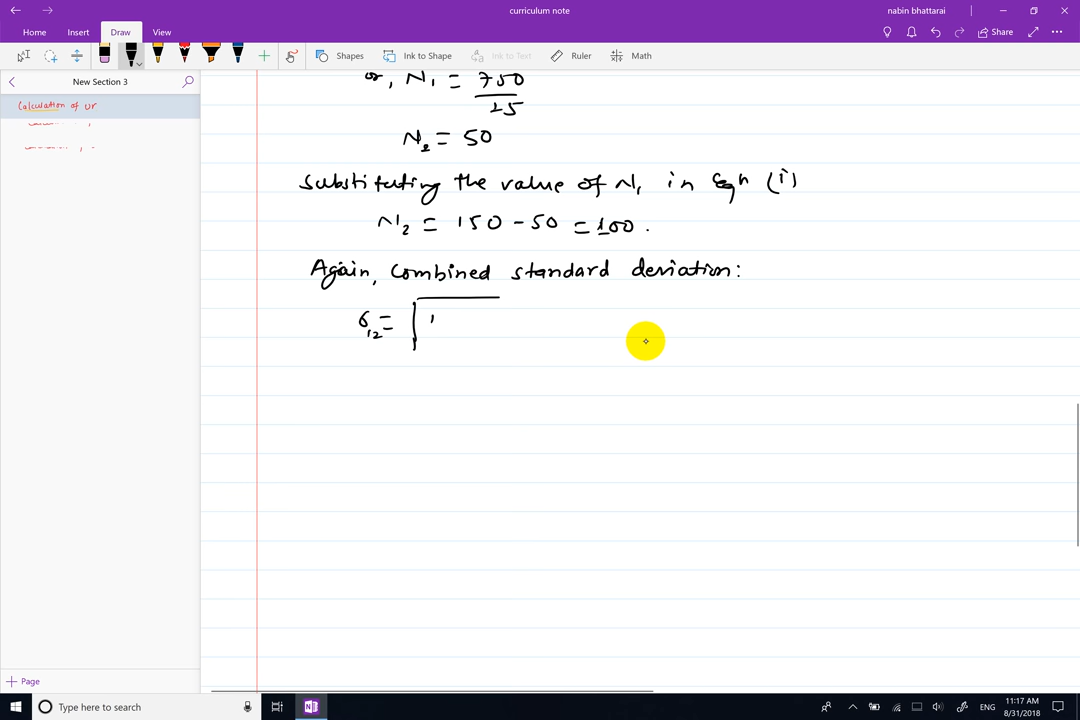 curriculum note
nabin bhattarai
Home Insert Draw View
Share
Shapes Ink to Shape Ink to Text Ruler Math
New Section 3
Calculation of ur
or, N₁ = 750
25
N₂ = 50
Substituting the value of N₁ in eqn (i)
N₂ = 150 - 50 = 100.
Again, combined standard deviation:
σ₁₂ =
+ Page
Type here to search
ENG
11:17 AM
8/31/2018